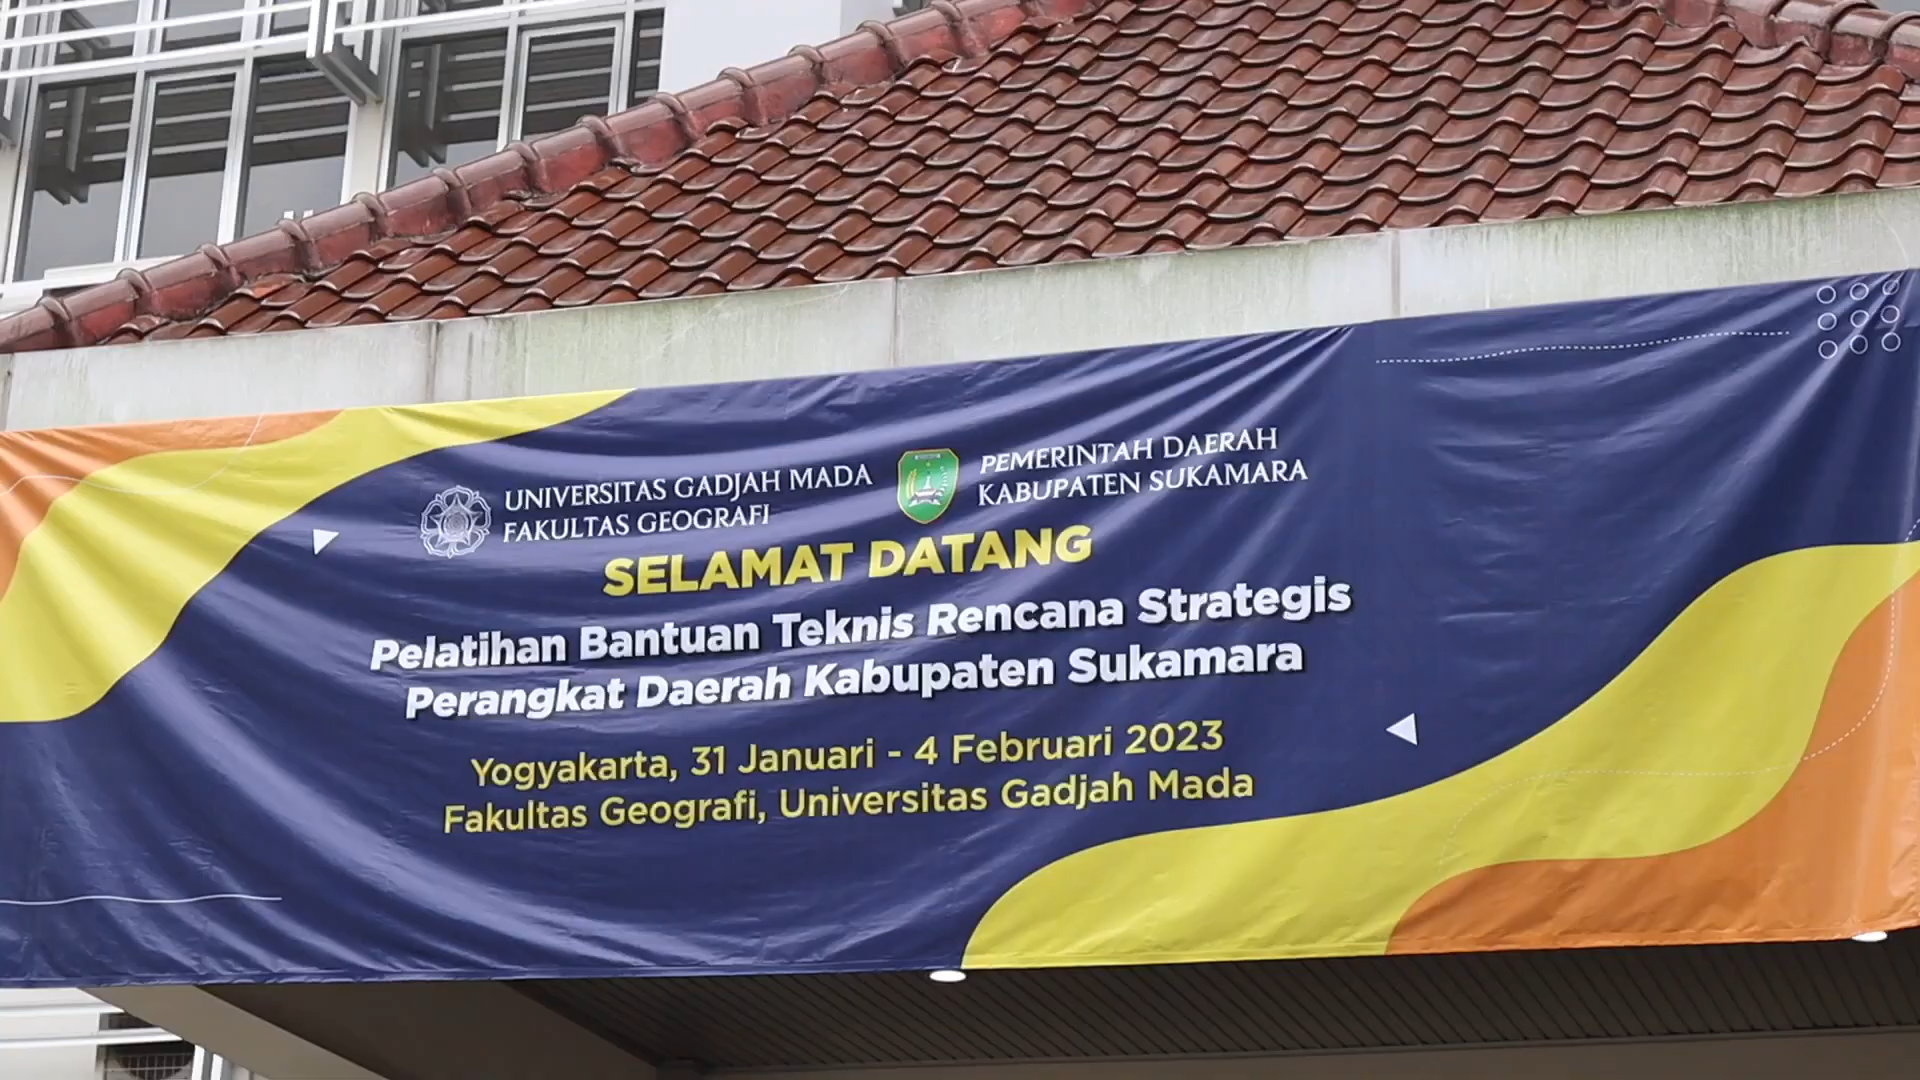 UNIVERSITAS GADJAH MADA
FAKULTAS GEOGRAFI
PEMERINTAH DAERAH
KABUPATEN SUKAMARA
SELAMAT DATANG
Pelatihan Bantuan Teknis Rencana Strategis
Perangkat Daerah Kabupaten Sukamara
Yogyakarta, 31 Januari - 4 Februari 2023
Fakultas Geografi, Universitas Gadjah Mada